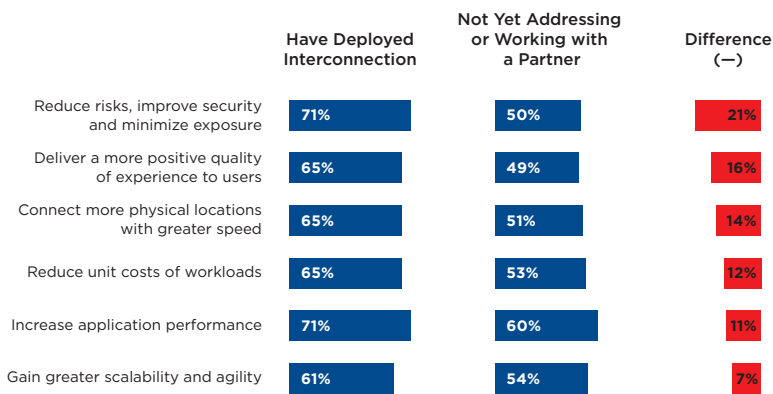 Have Deployed
Interconnection
Not Yet Addressing
or Working with
a Partner
Difference
(—)
Reduce risks, improve security
and minimize exposure
71%
50%
21%
Deliver a more positive quality
of experience to users
65%
49%
16%
Connect more physical locations
with greater speed
65%
51%
14%
Reduce unit costs of workloads
65%
53%
12%
Increase application performance
71%
60%
11%
Gain greater scalability and agility
61%
54%
7%